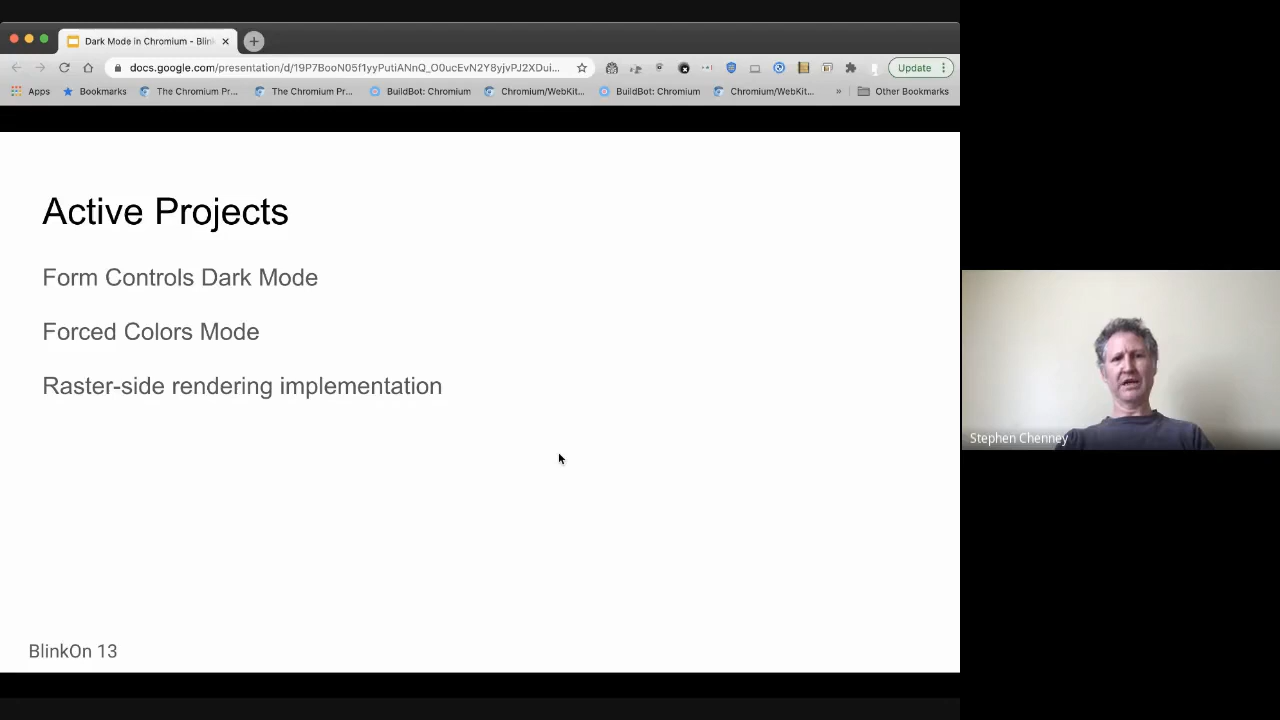 Dark Mode in Chromium - Blin
docs.google.com/presentation/d/19P7BooN05f1yyPutiANnQ_O0ucEvN2Y8yjvPJ2XDui...
Update
Apps
Bookmarks
The Chromium Pr...
The Chromium Pr...
BuildBot: Chromium
Chromium/WebKit...
BuildBot: Chromium
Chromium/WebKit...
»
Other Bookmarks
Active Projects
Form Controls Dark Mode
Forced Colors Mode
Raster-side rendering implementation
Stephen Chenney
BlinkOn 13